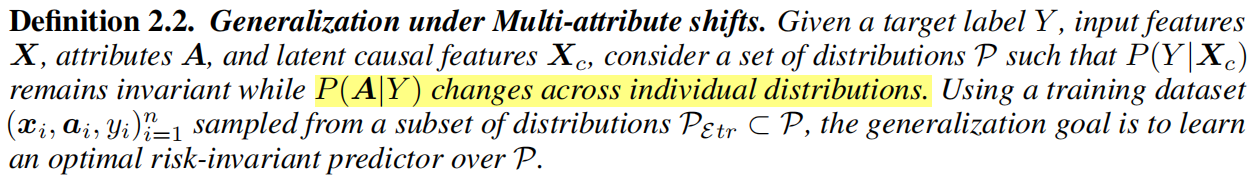 Definition 2.2. Generalization under Multi-attribute shifts. Given a target label Y, input features
X, attributes A, and latent causal features X_c, consider a set of distributions 𝒫 such that P(Y|X_c)
remains invariant while P(A|Y) changes across individual distributions. Using a training dataset
(x_i, a_i, y_i)_{i=1}^n sampled from a subset of distributions 𝒫_{ℰtr} ⊂ 𝒫, the generalization goal is to learn
an optimal risk-invariant predictor over 𝒫.